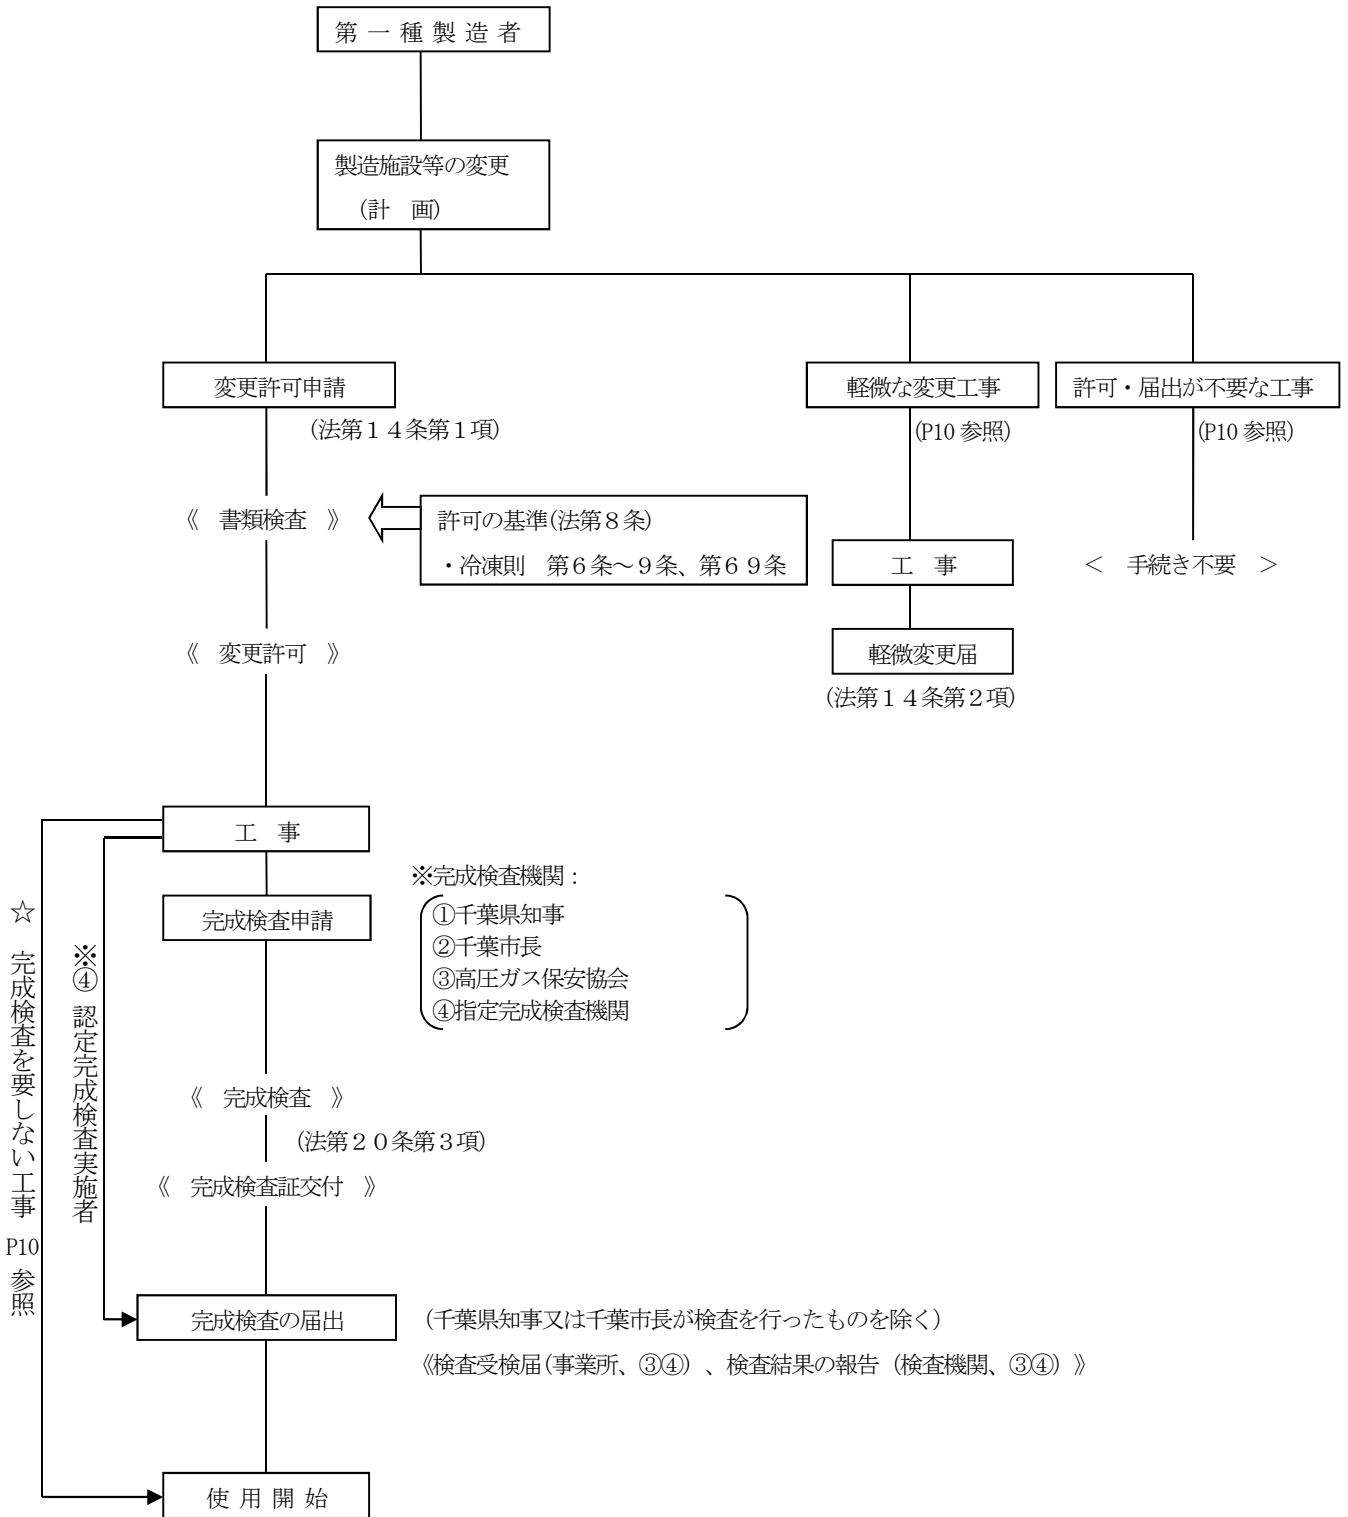 第一種製造者
製造施設等の変更
(計　画)
変更許可申請
(法第１４条第１項)
軽微な変更工事
(P10 参照)
許可・届出が不要な工事
(P10 参照)
《　書類検査　》
許可の基準(法第８条)
・冷凍則　第６条～９条、第６９条
工　事
＜　手続き不要　＞
《　変更許可　》
軽微変更届
(法第１４条第２項)
工　事
※完成検査機関：
完成検査申請
①千葉県知事
②千葉市長
③高圧ガス保安協会
④指定完成検査機関
☆　完成検査を要しない工事　P10 参照
※④ 認定完成検査実施者
《　完成検査　》
(法第２０条第３項)
《　完成検査証交付　》
完成検査の届出
（千葉県知事又は千葉市長が検査を行ったものを除く）
《検査受検届(事業所、③④）、検査結果の報告（検査機関、③④）》
使用開始